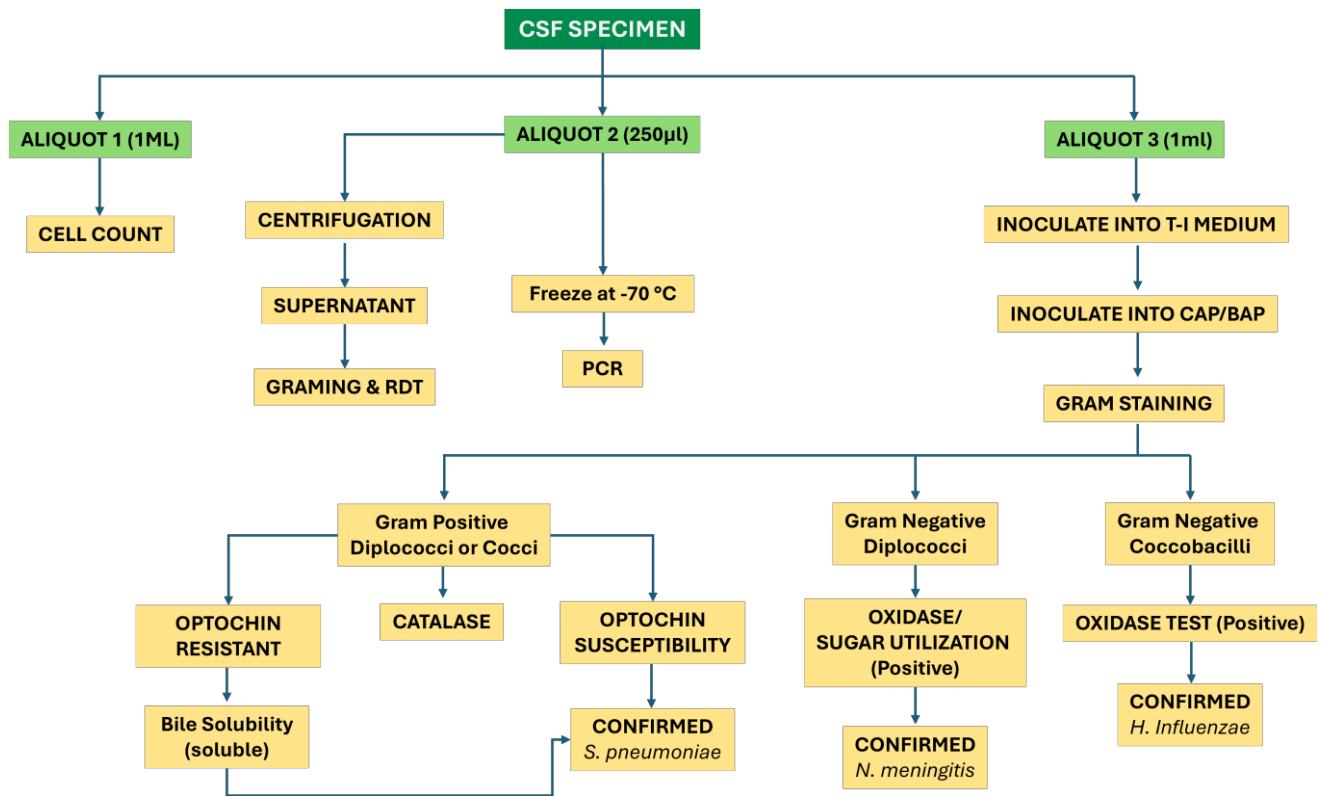 CSF SPECIMEN
ALIQUOT 1 (1ML)
ALIQUOT 2 (250µl)
ALIQUOT 3 (1ml)
CELL COUNT
CENTRIFUGATION
SUPERNATANT
GRAMING & RDT
Freeze at -70 °C
PCR
INOCULATE INTO T-I MEDIUM
INOCULATE INTO CAP/BAP
GRAM STAINING
Gram Positive
Diplococci or Cocci
Gram Negative
Diplococci
Gram Negative
Coccobacilli
OPTOCHIN
RESISTANT
CATALASE
OPTOCHIN
SUSCEPTIBILITY
OXIDASE/
SUGAR UTILIZATION
(Positive)
OXIDASE TEST (Positive)
Bile Solubility
(soluble)
CONFIRMED
S. pneumoniae
CONFIRMED
N. meningitis
CONFIRMED
H. Influenzae